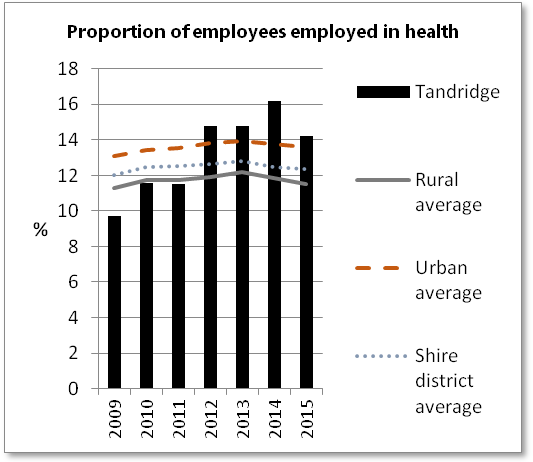 Proportion of employees employed in health
18
16
14
12
10
8
6
4
2
0
%
2009
2010
2011
2012
2013
2014
2015
Tandridge
Rural
average
Urban
average
Shire
district
average